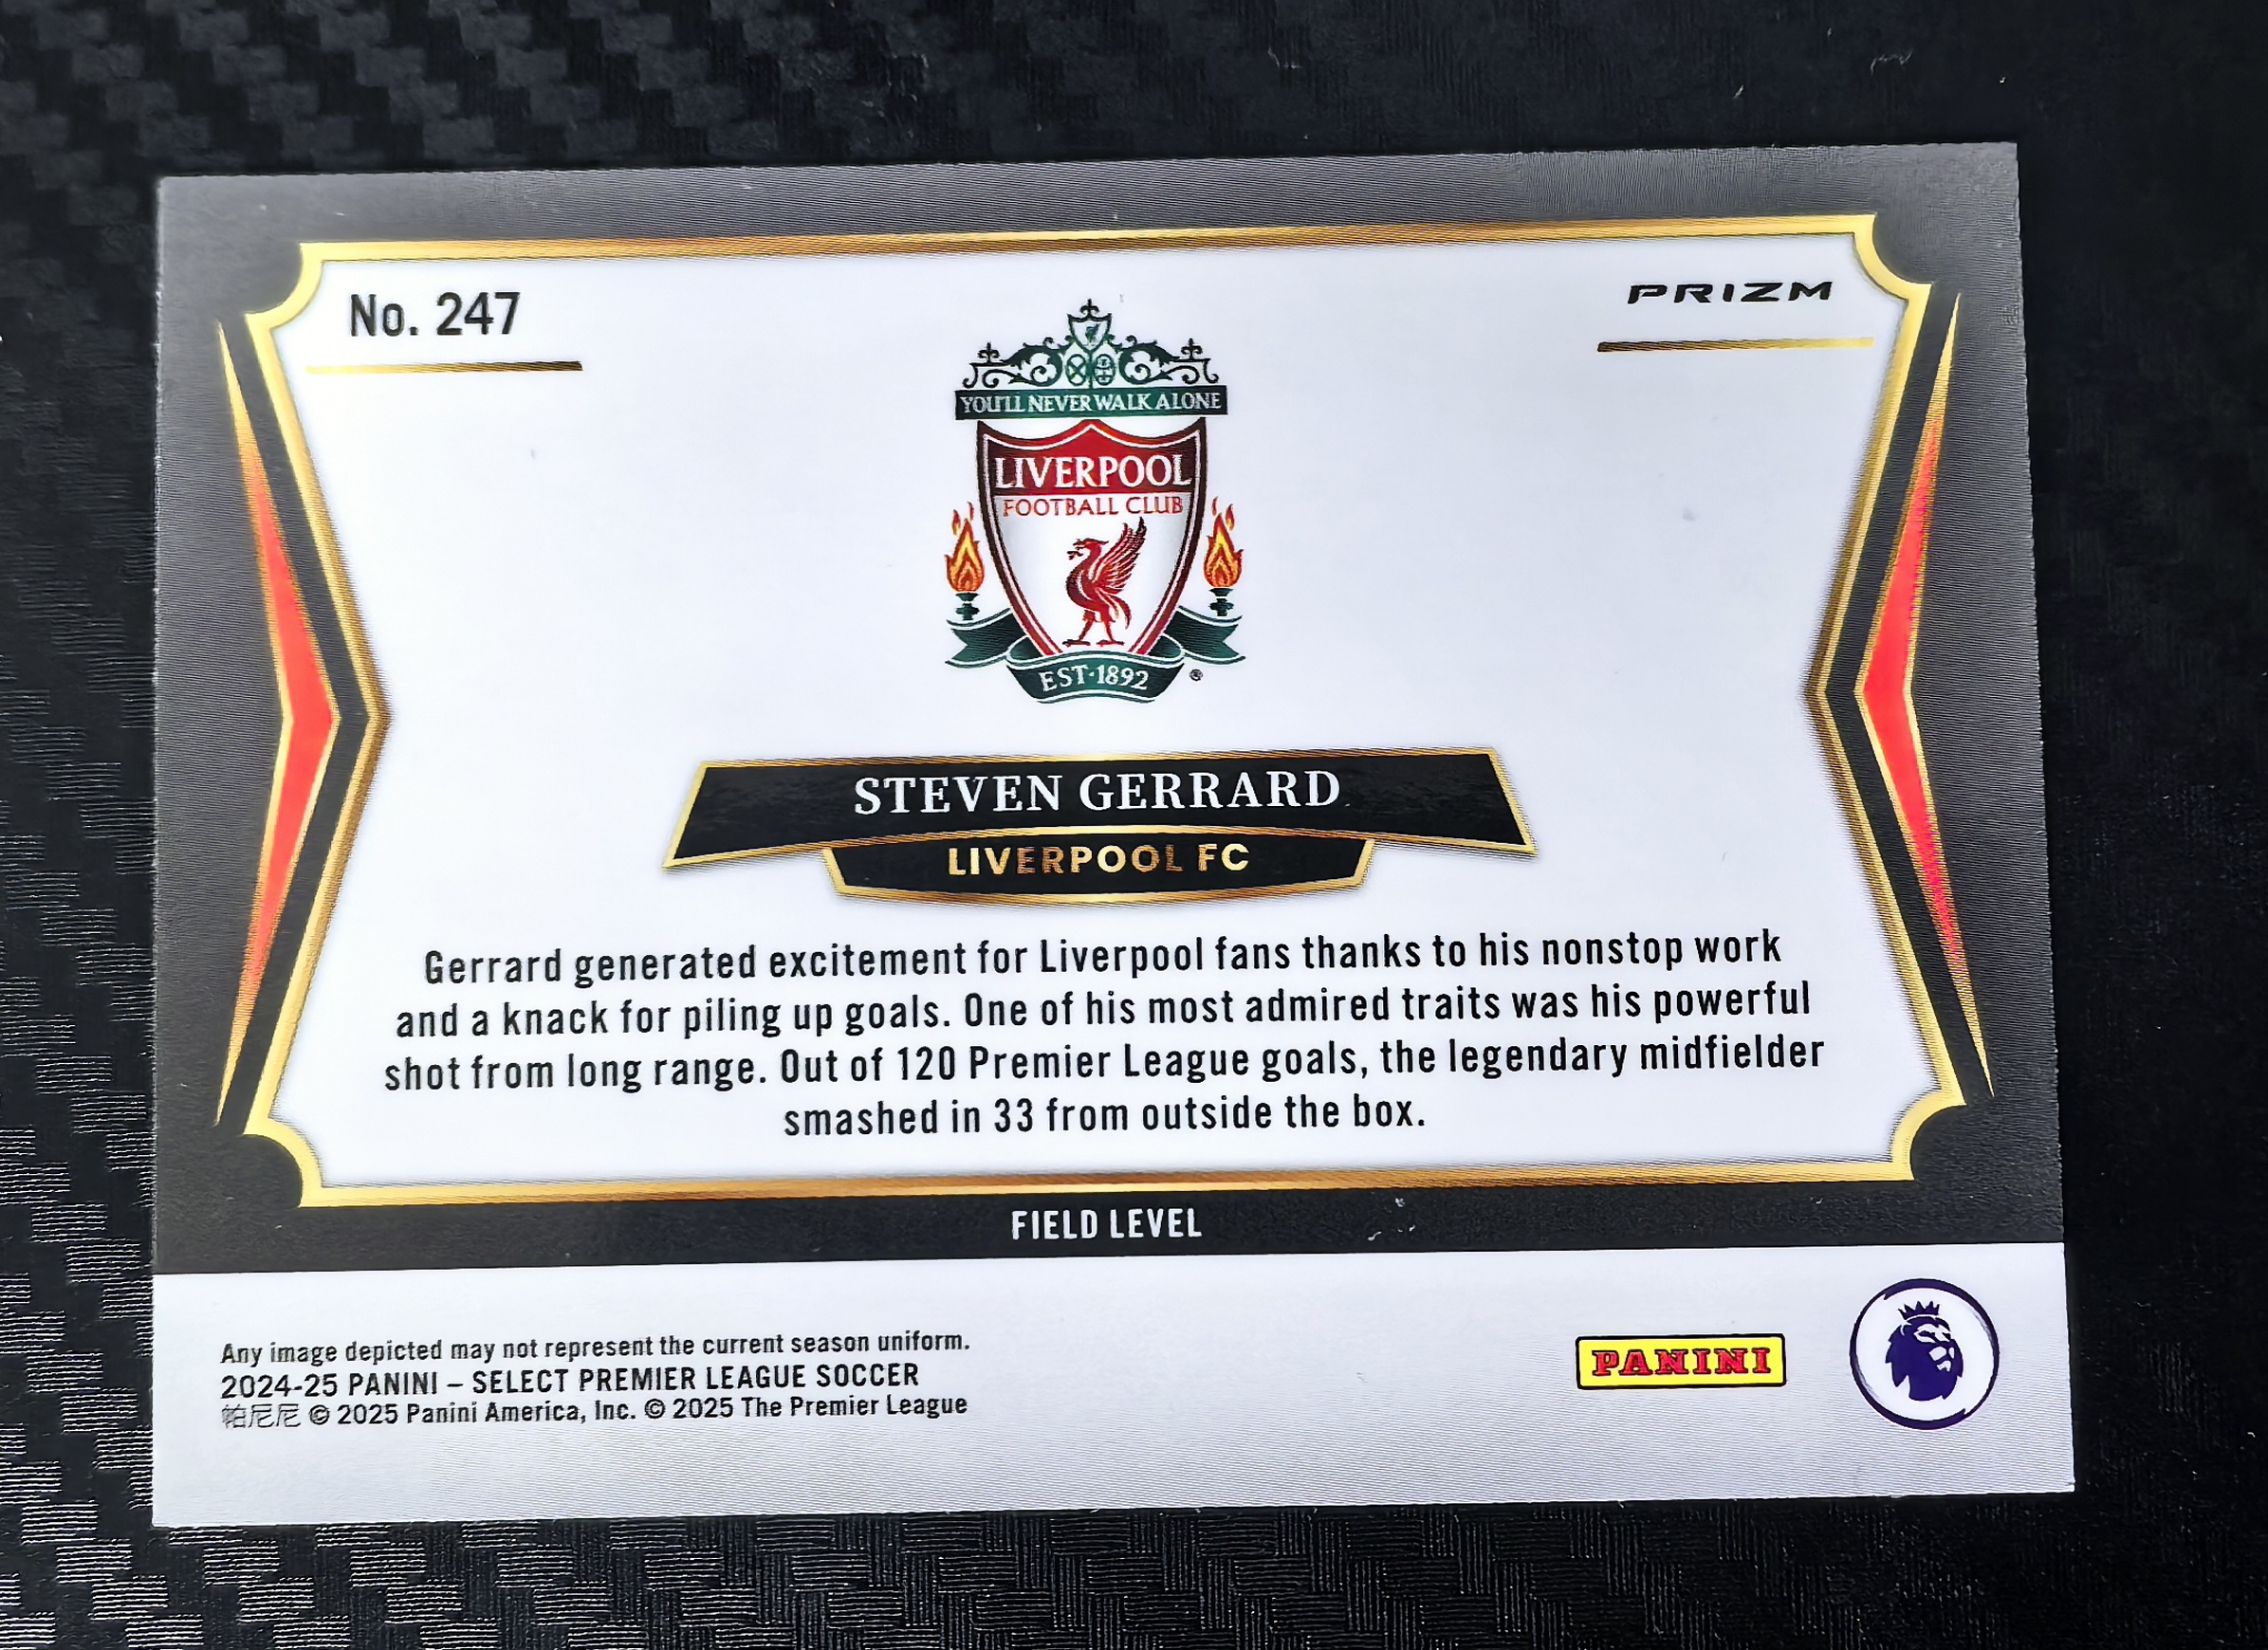 No. 247
PRIZM
YOU'LL NEVER WALK ALONE
LIVERPOOL
FOOTBALL CLUB
EST·1892
STEVEN GERRARD
LIVERPOOL FC
Gerrard generated excitement for Liverpool fans thanks to his nonstop work
and a knack for piling up goals. One of his most admired traits was his powerful
shot from long range. Out of 120 Premier League goals, the legendary midfielder
smashed in 33 from outside the box.
FIELD LEVEL
Any image depicted may not represent the current season uniform.
2024-25 PANINI – SELECT PREMIER LEAGUE SOCCER
帕尼尼 © 2025 Panini America, Inc. © 2025 The Premier League
PANINI